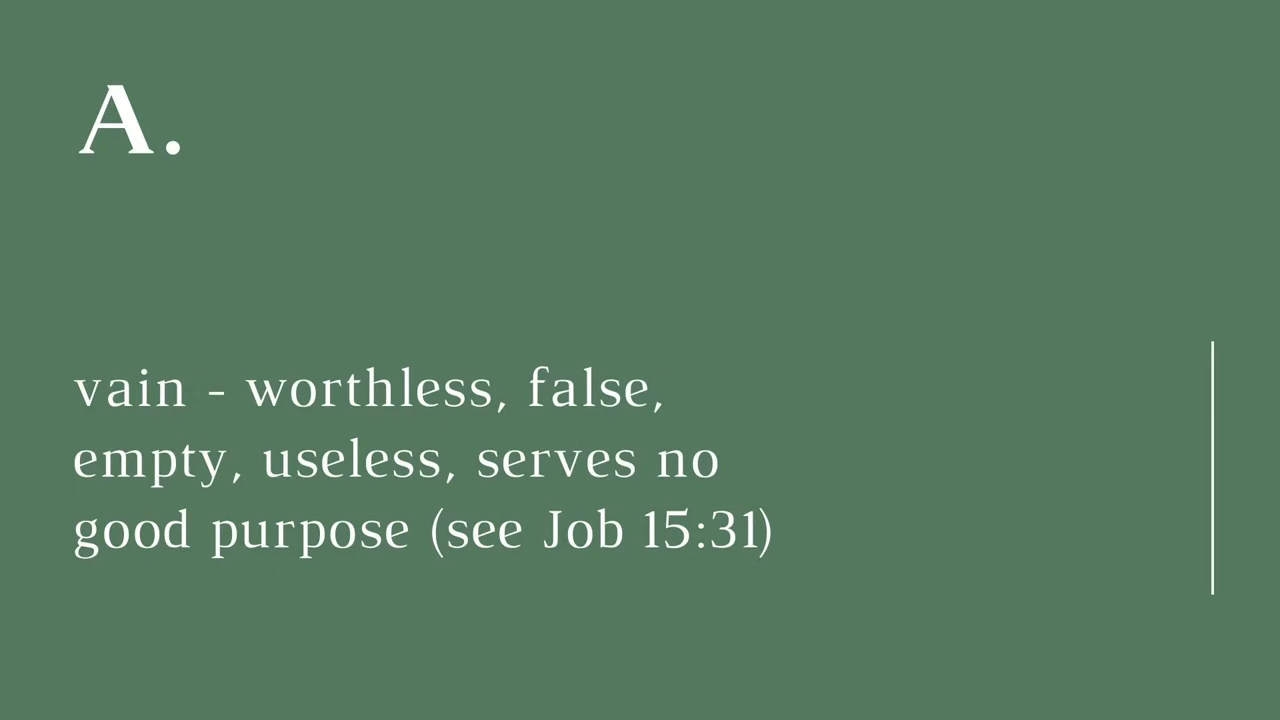 A.
vain - worthless, false,
empty, useless, serves no
good purpose (see Job 15:31)